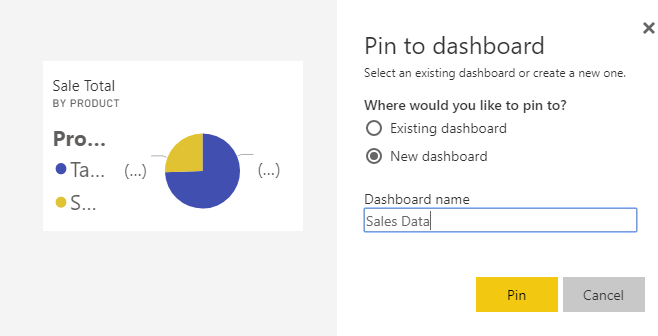 Sale Total
BY PRODUCT
Pro...
Ta...
S...
(...)
(...)
Pin to dashboard
Select an existing dashboard or create a new one.
Where would you like to pin to?
Existing dashboard
New dashboard
Dashboard name
Sales Data
Pin
Cancel